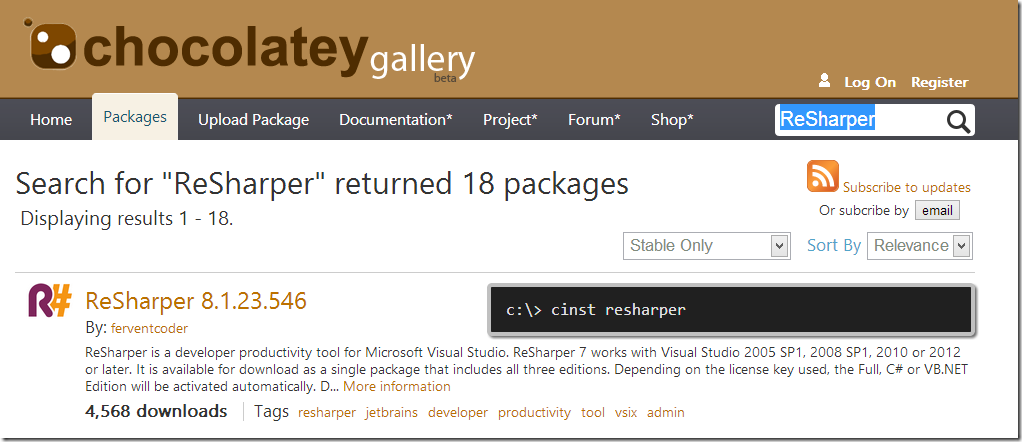 chocolatey gallery
beta
Log On Register
Home Packages Upload Package Documentation* Project* Forum* Shop* ReSharper
Search for "ReSharper" returned 18 packages
Displaying results 1 - 18.
Subscribe to updates
Or subcribe by email
Stable Only Sort By Relevance
R#
ReSharper 8.1.23.546
By: ferventcoder
c:\> cinst resharper
ReSharper is a developer productivity tool for Microsoft Visual Studio. ReSharper 7 works with Visual Studio 2005 SP1, 2008 SP1, 2010 or 2012
or later. It is available for download as a single package that includes all three editions. Depending on the license key used, the Full, C# or VB.NET
Edition will be activated automatically. D... More information
4,568 downloads Tags resharper jetbrains developer productivity tool vsix admin